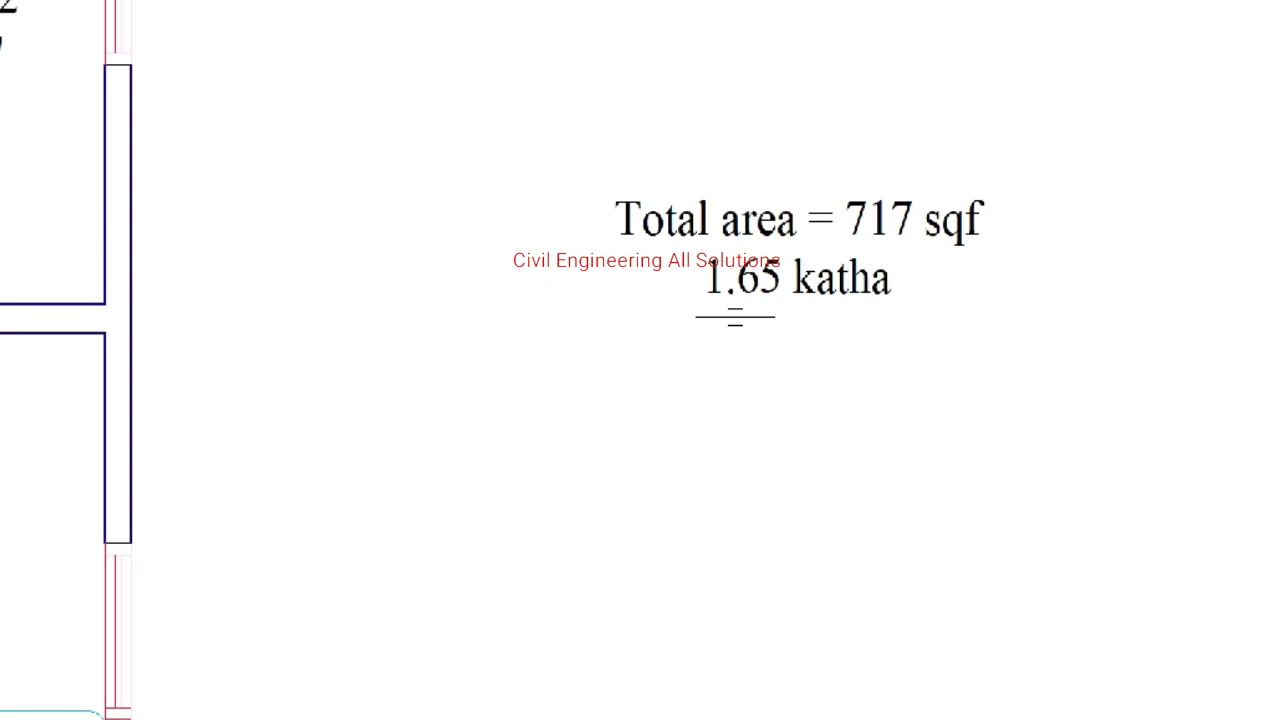 Total area = 717 sqf
Civil Engineering All Solutions
1.65 katha